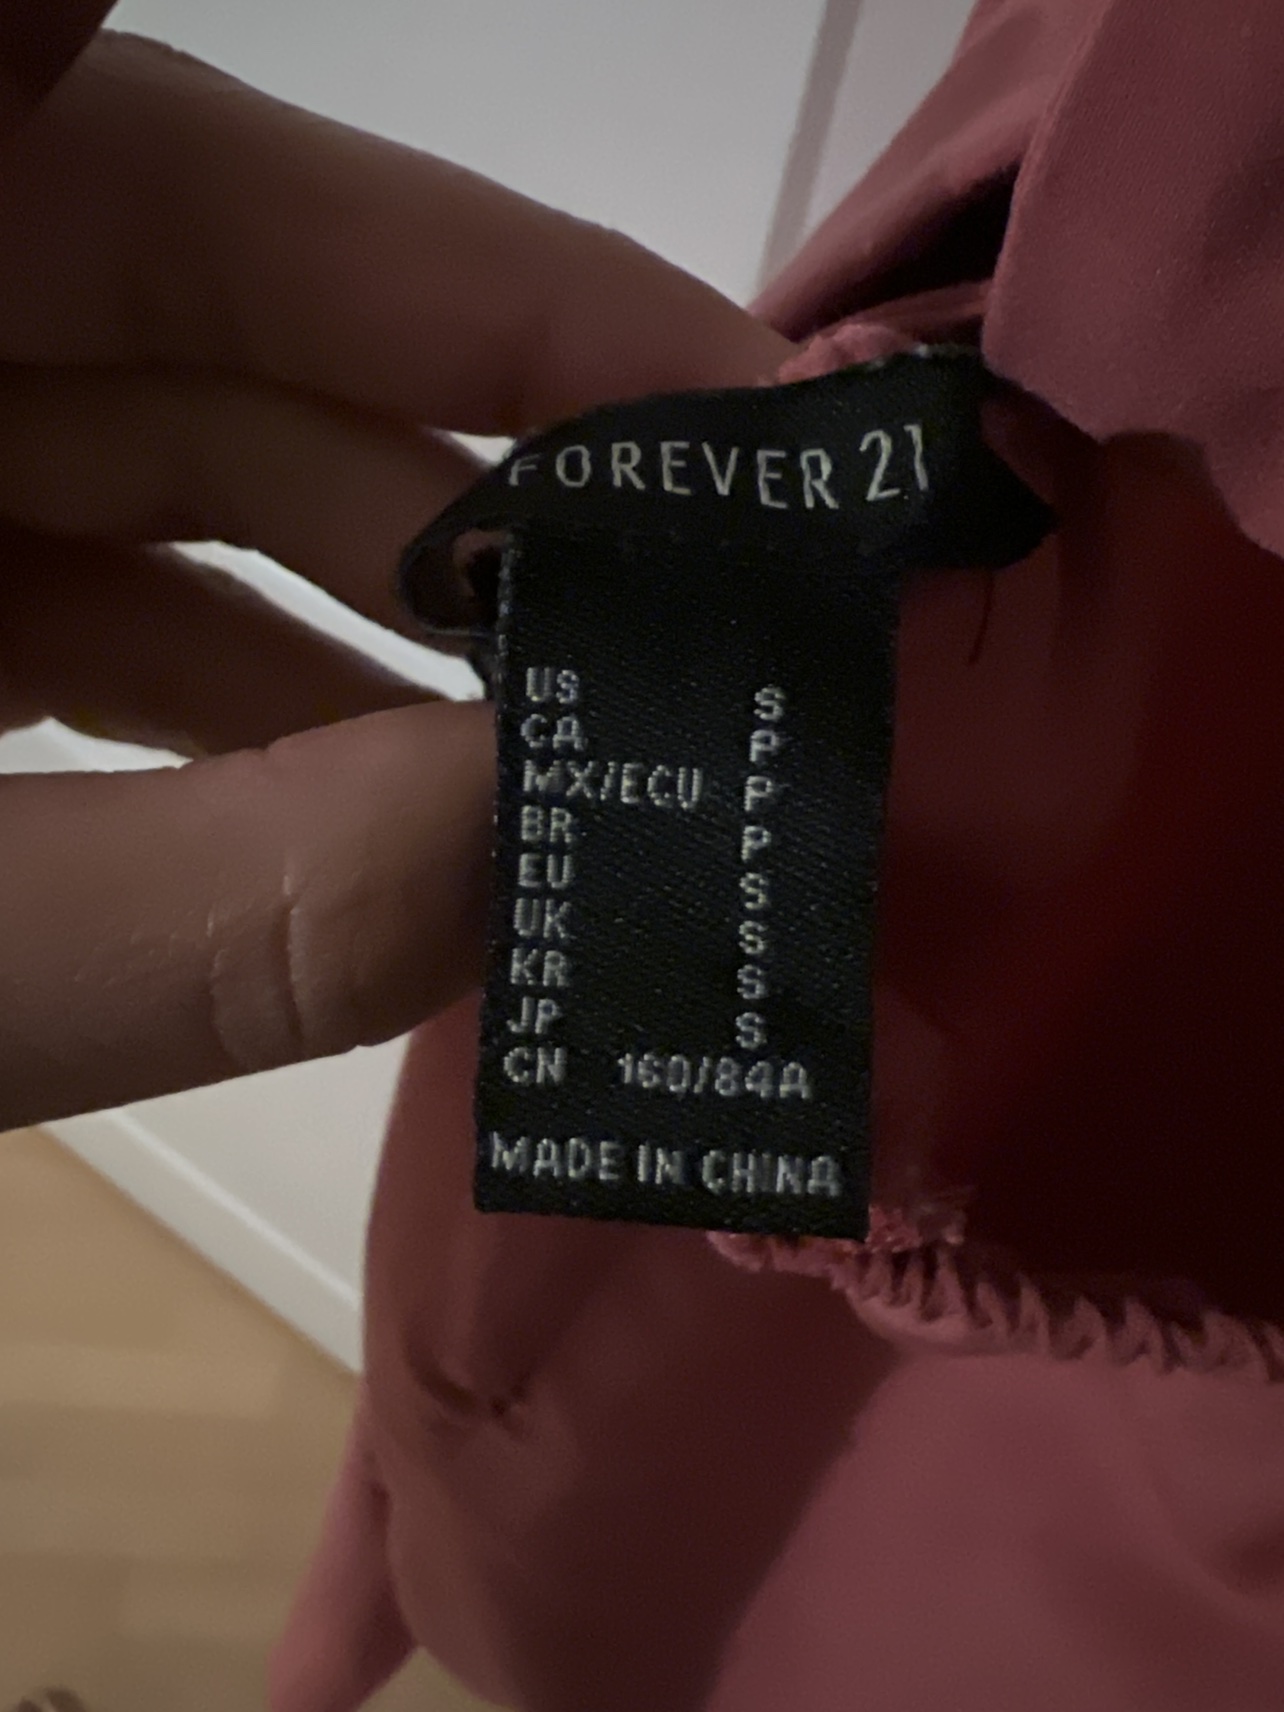 FOREVER 21
US S
CA P
MX/ECU P
BR P
EU S
UK S
KR S
JP S
CN 160/84A
MADE IN CHINA